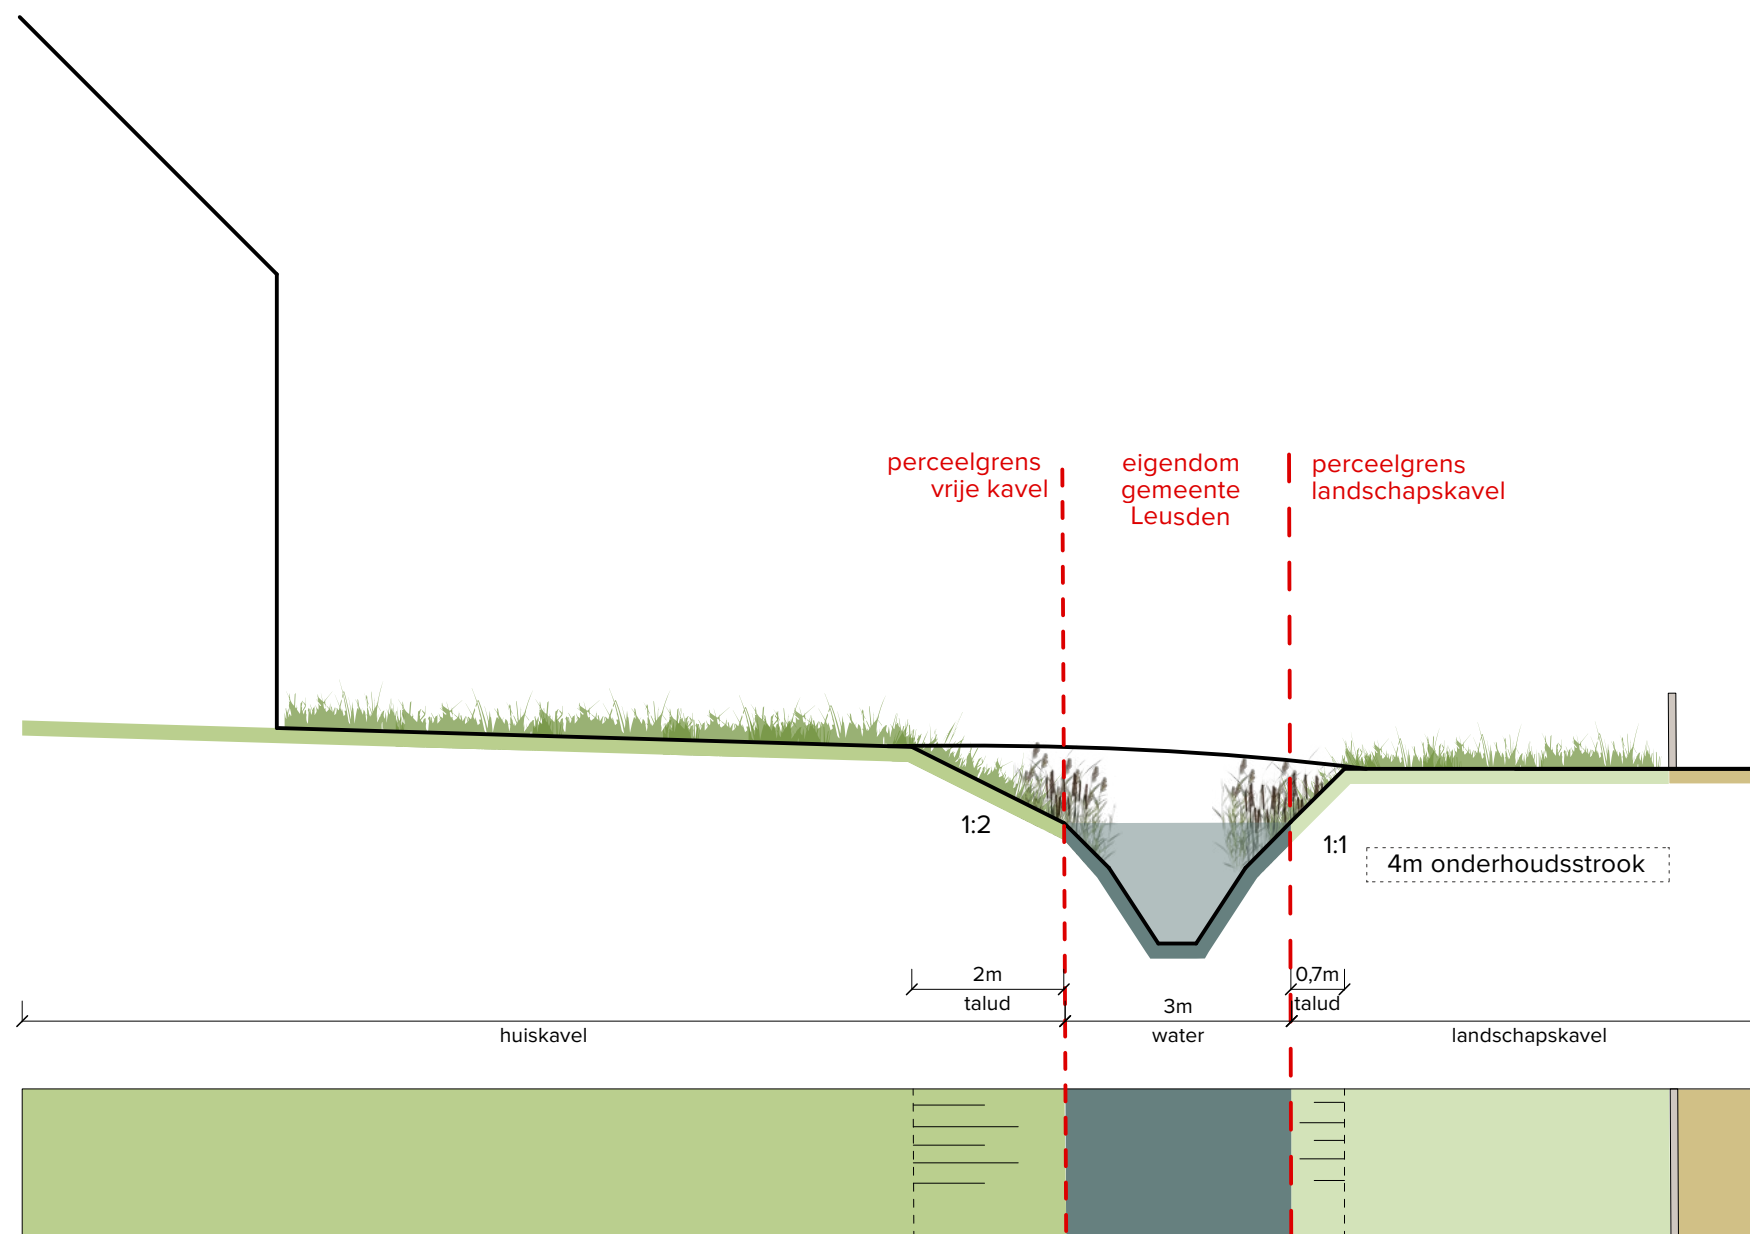 perceelgrens
vrije kavel
eigendom
gemeente
Leusden
perceelgrens
landschapskavel
1:2
1:1
4m onderhoudsstrook
2m
talud
0,7m
talud
3m
water
huiskavel
landschapskavel